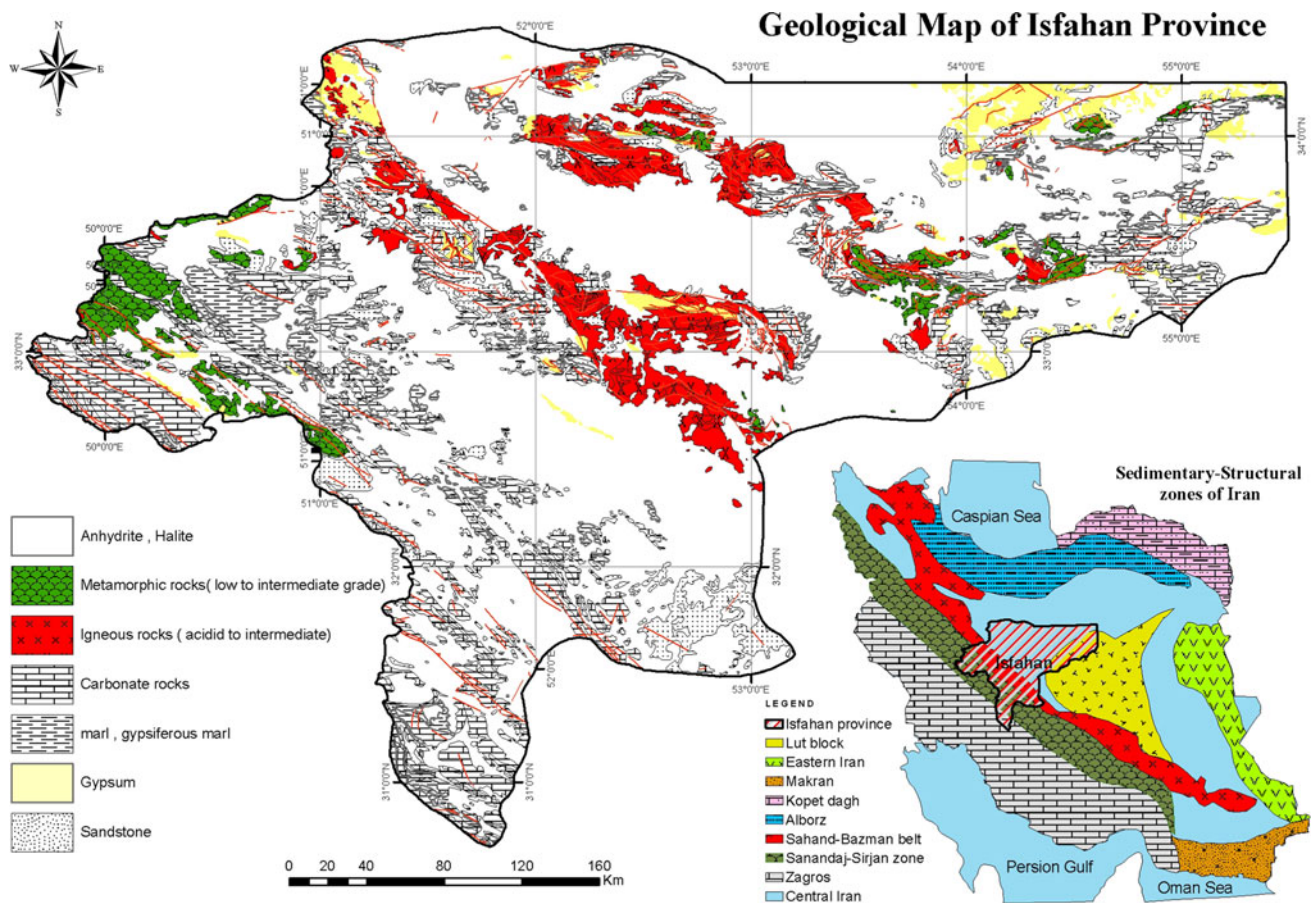 Geological Map of Isfahan Province
N
W
E
S
52°0'0"E
53°0'0"E
54°0'0"E
55°0'0"E
51°0'0"E
34°0'0"N
50°0'0"E
33°0'0"N
50°0'0"E
51°0'0"E
51°0'0"E
54°0'0"E
55°0'0"E
32°0'0"N
32°0'0"N
52°0'0"E
53°0'0"E
31°0'0"N
31°0'0"N
Anhydrite , Halite
Metamorphic rocks( low to intermediate grade)
Igneous rocks ( acidid to intermediate)
Carbonate rocks
marl , gypsiferous marl
Gypsum
Sandstone
0 20 40 80 120 160
Km
Sedimentary-Structural
zones of Iran
Caspian Sea
Isfahan
Persion Gulf
Oman Sea
LEGEND
Isfahan province
Lut block
Eastern Iran
Makran
Kopet dagh
Alborz
Sahand-Bazman belt
Sanandaj-Sirjan zone
Zagros
Central Iran